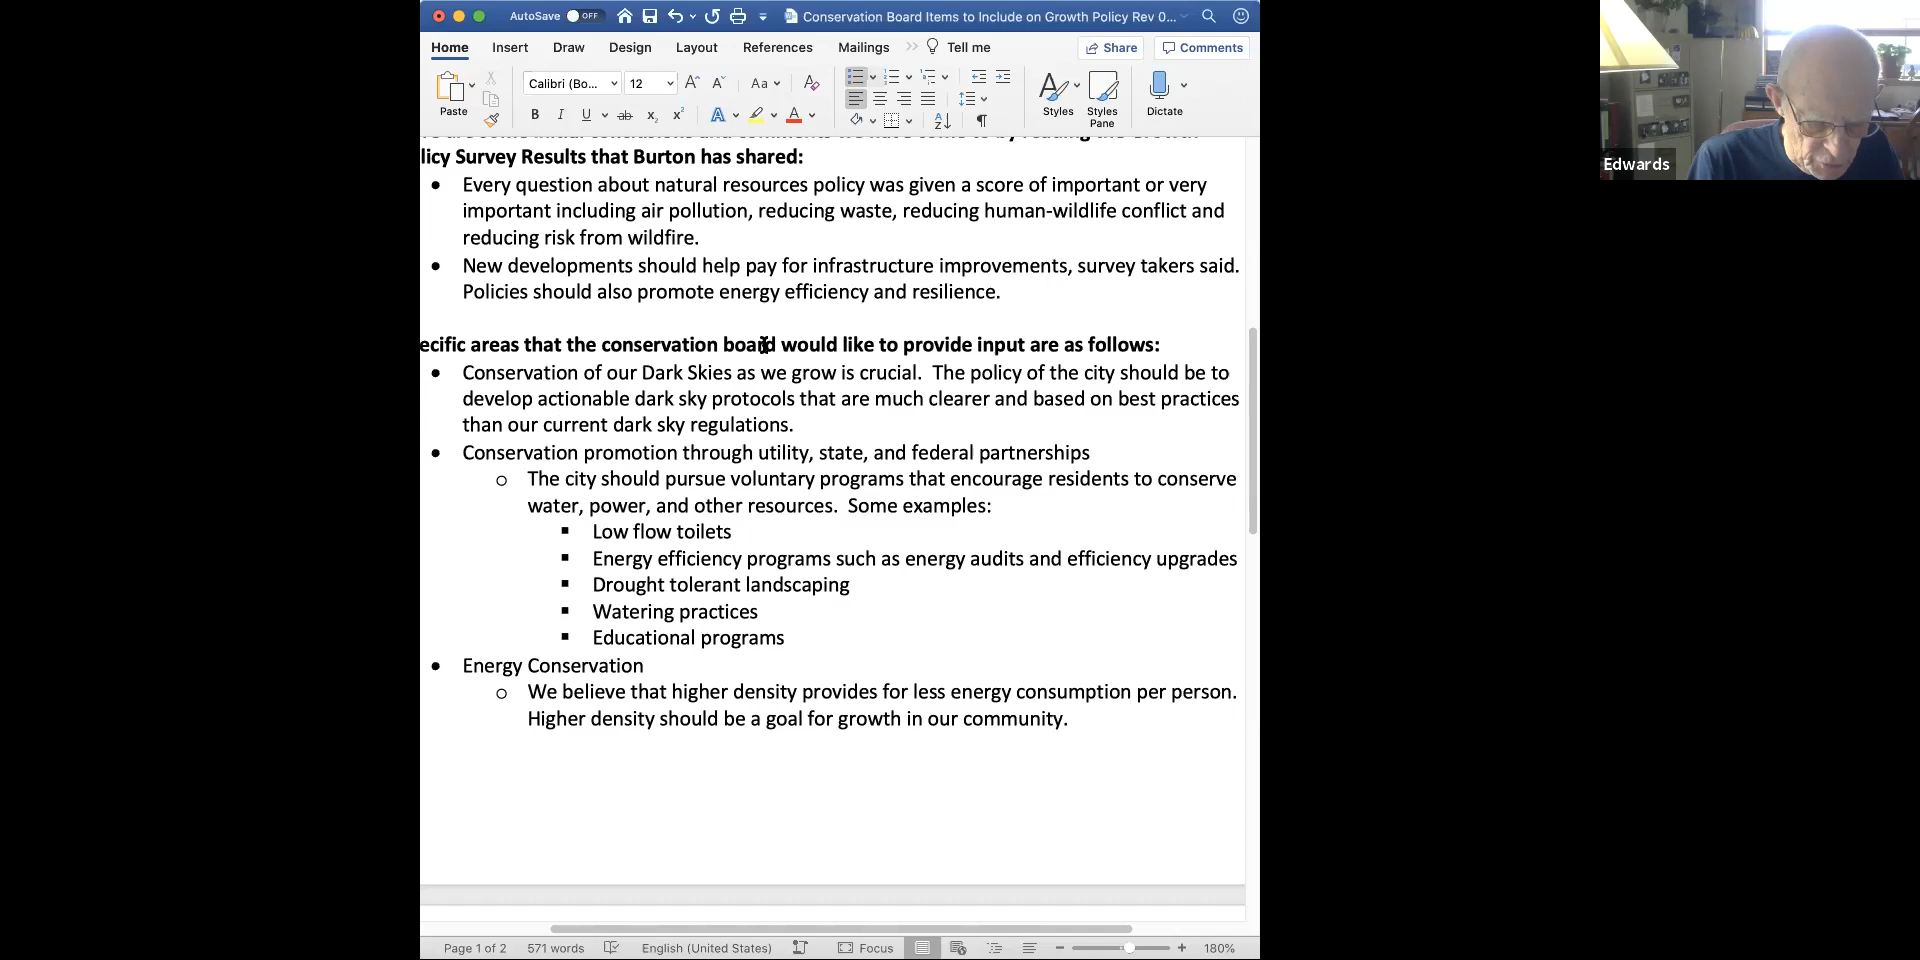 AutoSave OFF Conservation Board Items to Include on Growth Policy Rev 0...
Home Insert Draw Design Layout References Mailings Tell me Share Comments
Calibri (Bo... 12 Aa
Paste Styles Styles Pane Dictate
licy Survey Results that Burton has shared:
Every question about natural resources policy was given a score of important or very
important including air pollution, reducing waste, reducing human-wildlife conflict and
reducing risk from wildfire.
New developments should help pay for infrastructure improvements, survey takers said.
Policies should also promote energy efficiency and resilience.
ecific areas that the conservation board would like to provide input are as follows:
Conservation of our Dark Skies as we grow is crucial. The policy of the city should be to
develop actionable dark sky protocols that are much clearer and based on best practices
than our current dark sky regulations.
Conservation promotion through utility, state, and federal partnerships
The city should pursue voluntary programs that encourage residents to conserve
water, power, and other resources. Some examples:
Low flow toilets
Energy efficiency programs such as energy audits and efficiency upgrades
Drought tolerant landscaping
Watering practices
Educational programs
Energy Conservation
We believe that higher density provides for less energy consumption per person.
Higher density should be a goal for growth in our community.
Page 1 of 2 571 words English (United States) Focus 180%
Edwards